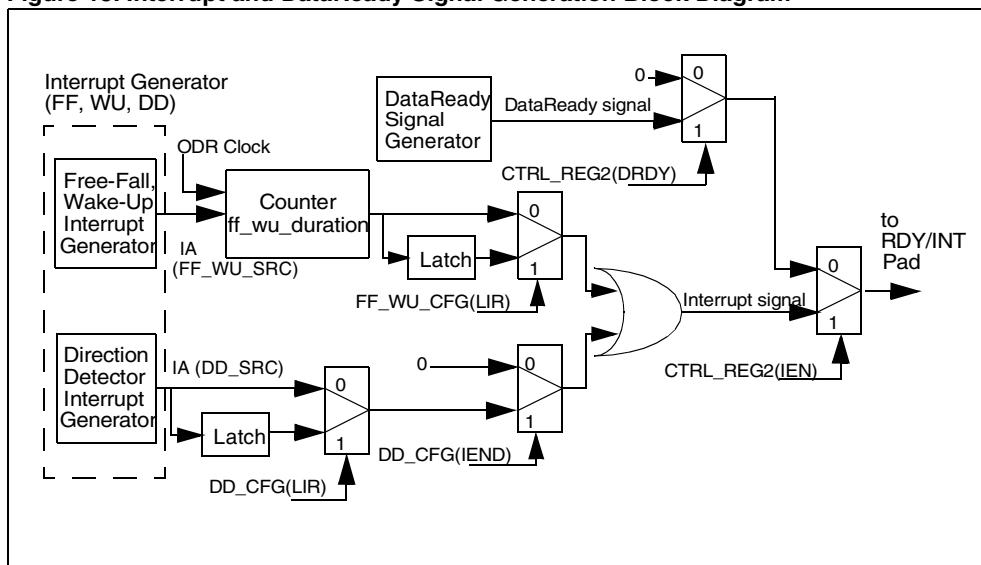 Interrupt Generator
(FF, WU, DD)
ODR Clock
Free-Fall,
Wake-Up
Interrupt
Generator
IA
(FF_WU_SRC)
Counter
ff_wu_duration
Latch
0
1
FF_WU_CFG(LIR)
DataReady
Signal
Generator
DataReady signal
0
0
1
CTRL_REG2(DRDY)
Direction
Detector
Interrupt
Generator
IA (DD_SRC)
Latch
0
1
DD_CFG(LIR)
0
0
1
DD_CFG(IEND)
Interrupt signal
0
1
CTRL_REG2(IEN)
to
RDY/INT
Pad